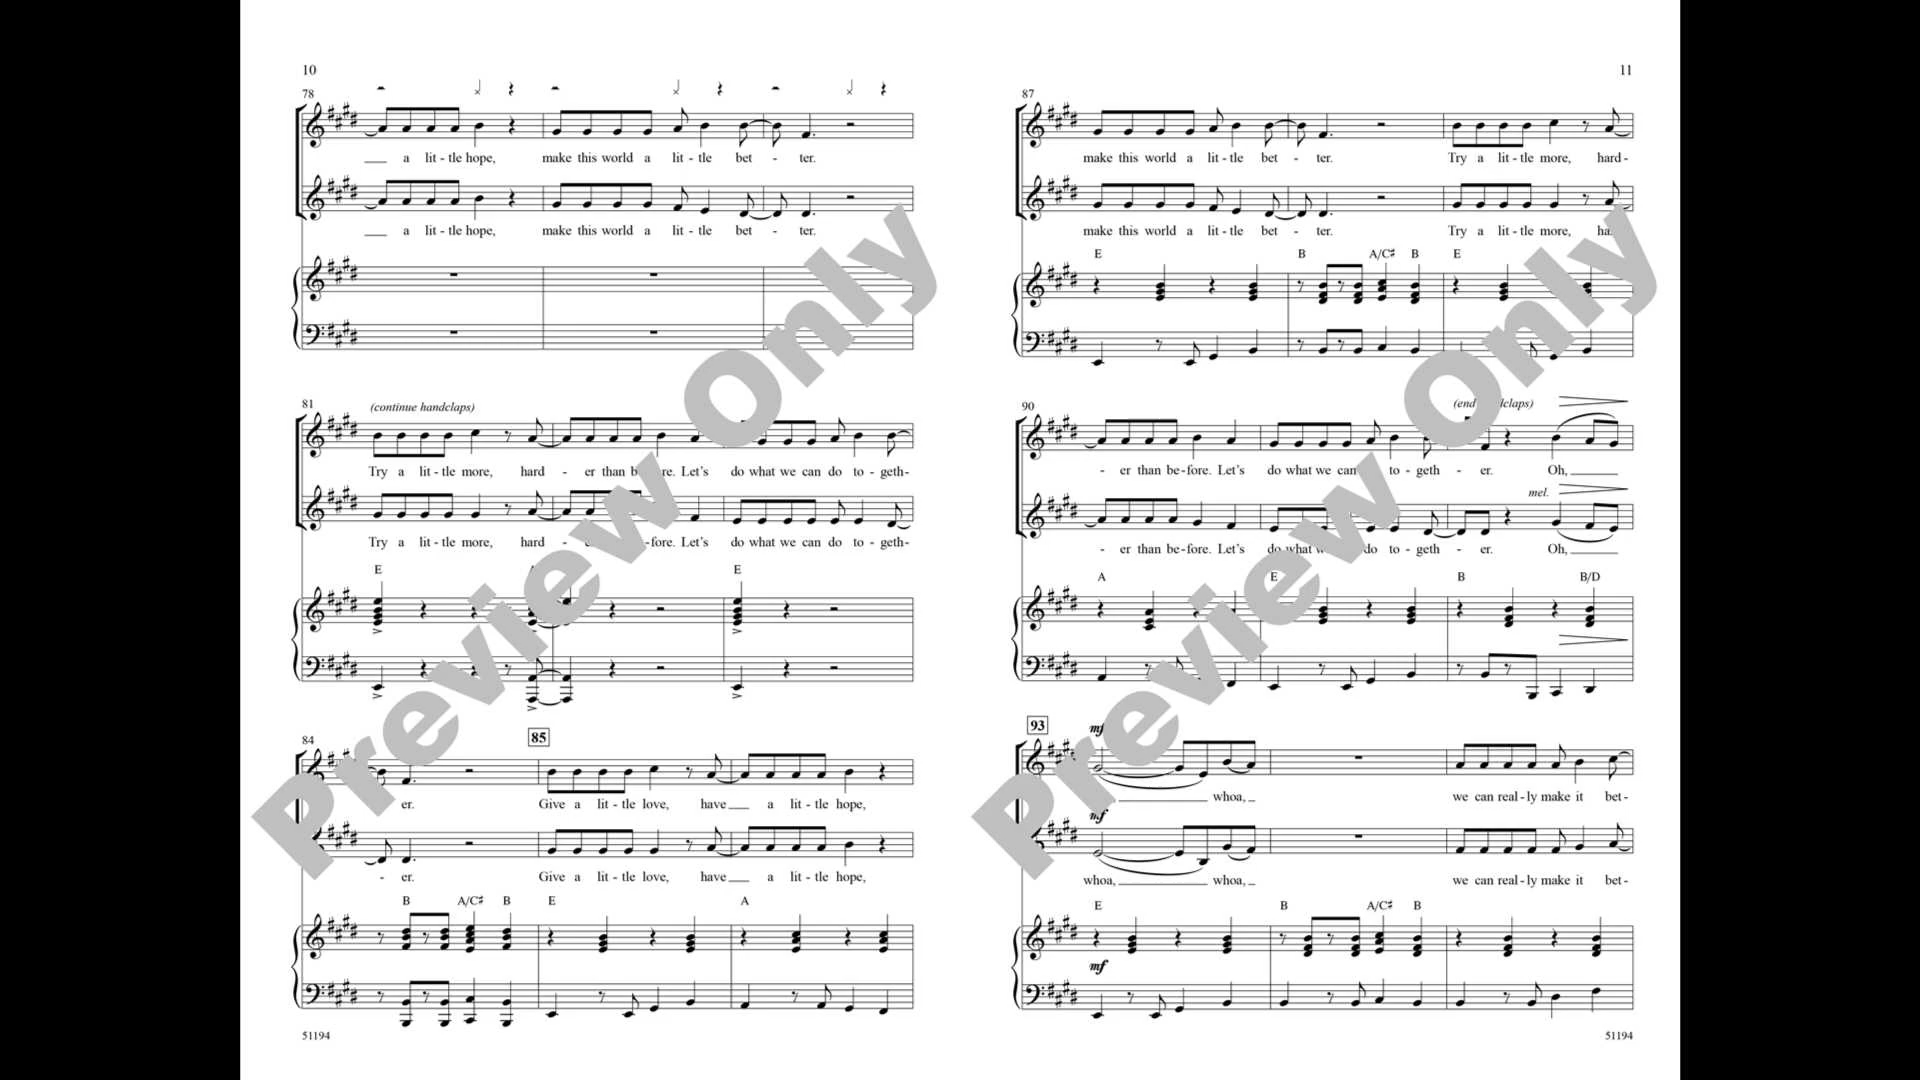 10
78
a lit - tle hope, make this world a lit - tle bet - ter.
a lit - tle hope, make this world a lit - tle bet - ter.
81
(continue handclaps)
Try a lit - tle more, hard - er than re. Let's do what we can do to - geth-
Try a lit - tle more, hard - -fore. Let's do what we can do to - geth-
E
E
84
85
er. Give a lit - tle love, have a lit - tle hope,
- er. Give a lit - tle love, have a lit - tle hope,
B A/C♯ B E A
51194
11
87
make this world a lit - tle bet - ter. Try a lit - tle more, hard-
make this world a lit - tle bet - ter. Try a lit - tle more,
E B A/C♯ B E
90
- er than be - fore. Let's do what we can to - geth - er. Oh,
mel.
- er than be - fore. Let's do what do to - geth - er. Oh,
A E B B/D
93
mf
whoa, we can real - ly make it bet-
mf
whoa, whoa, we can real - ly make it bet-
E B A/C♯ B
mf
51194
Preview Only
Preview Only